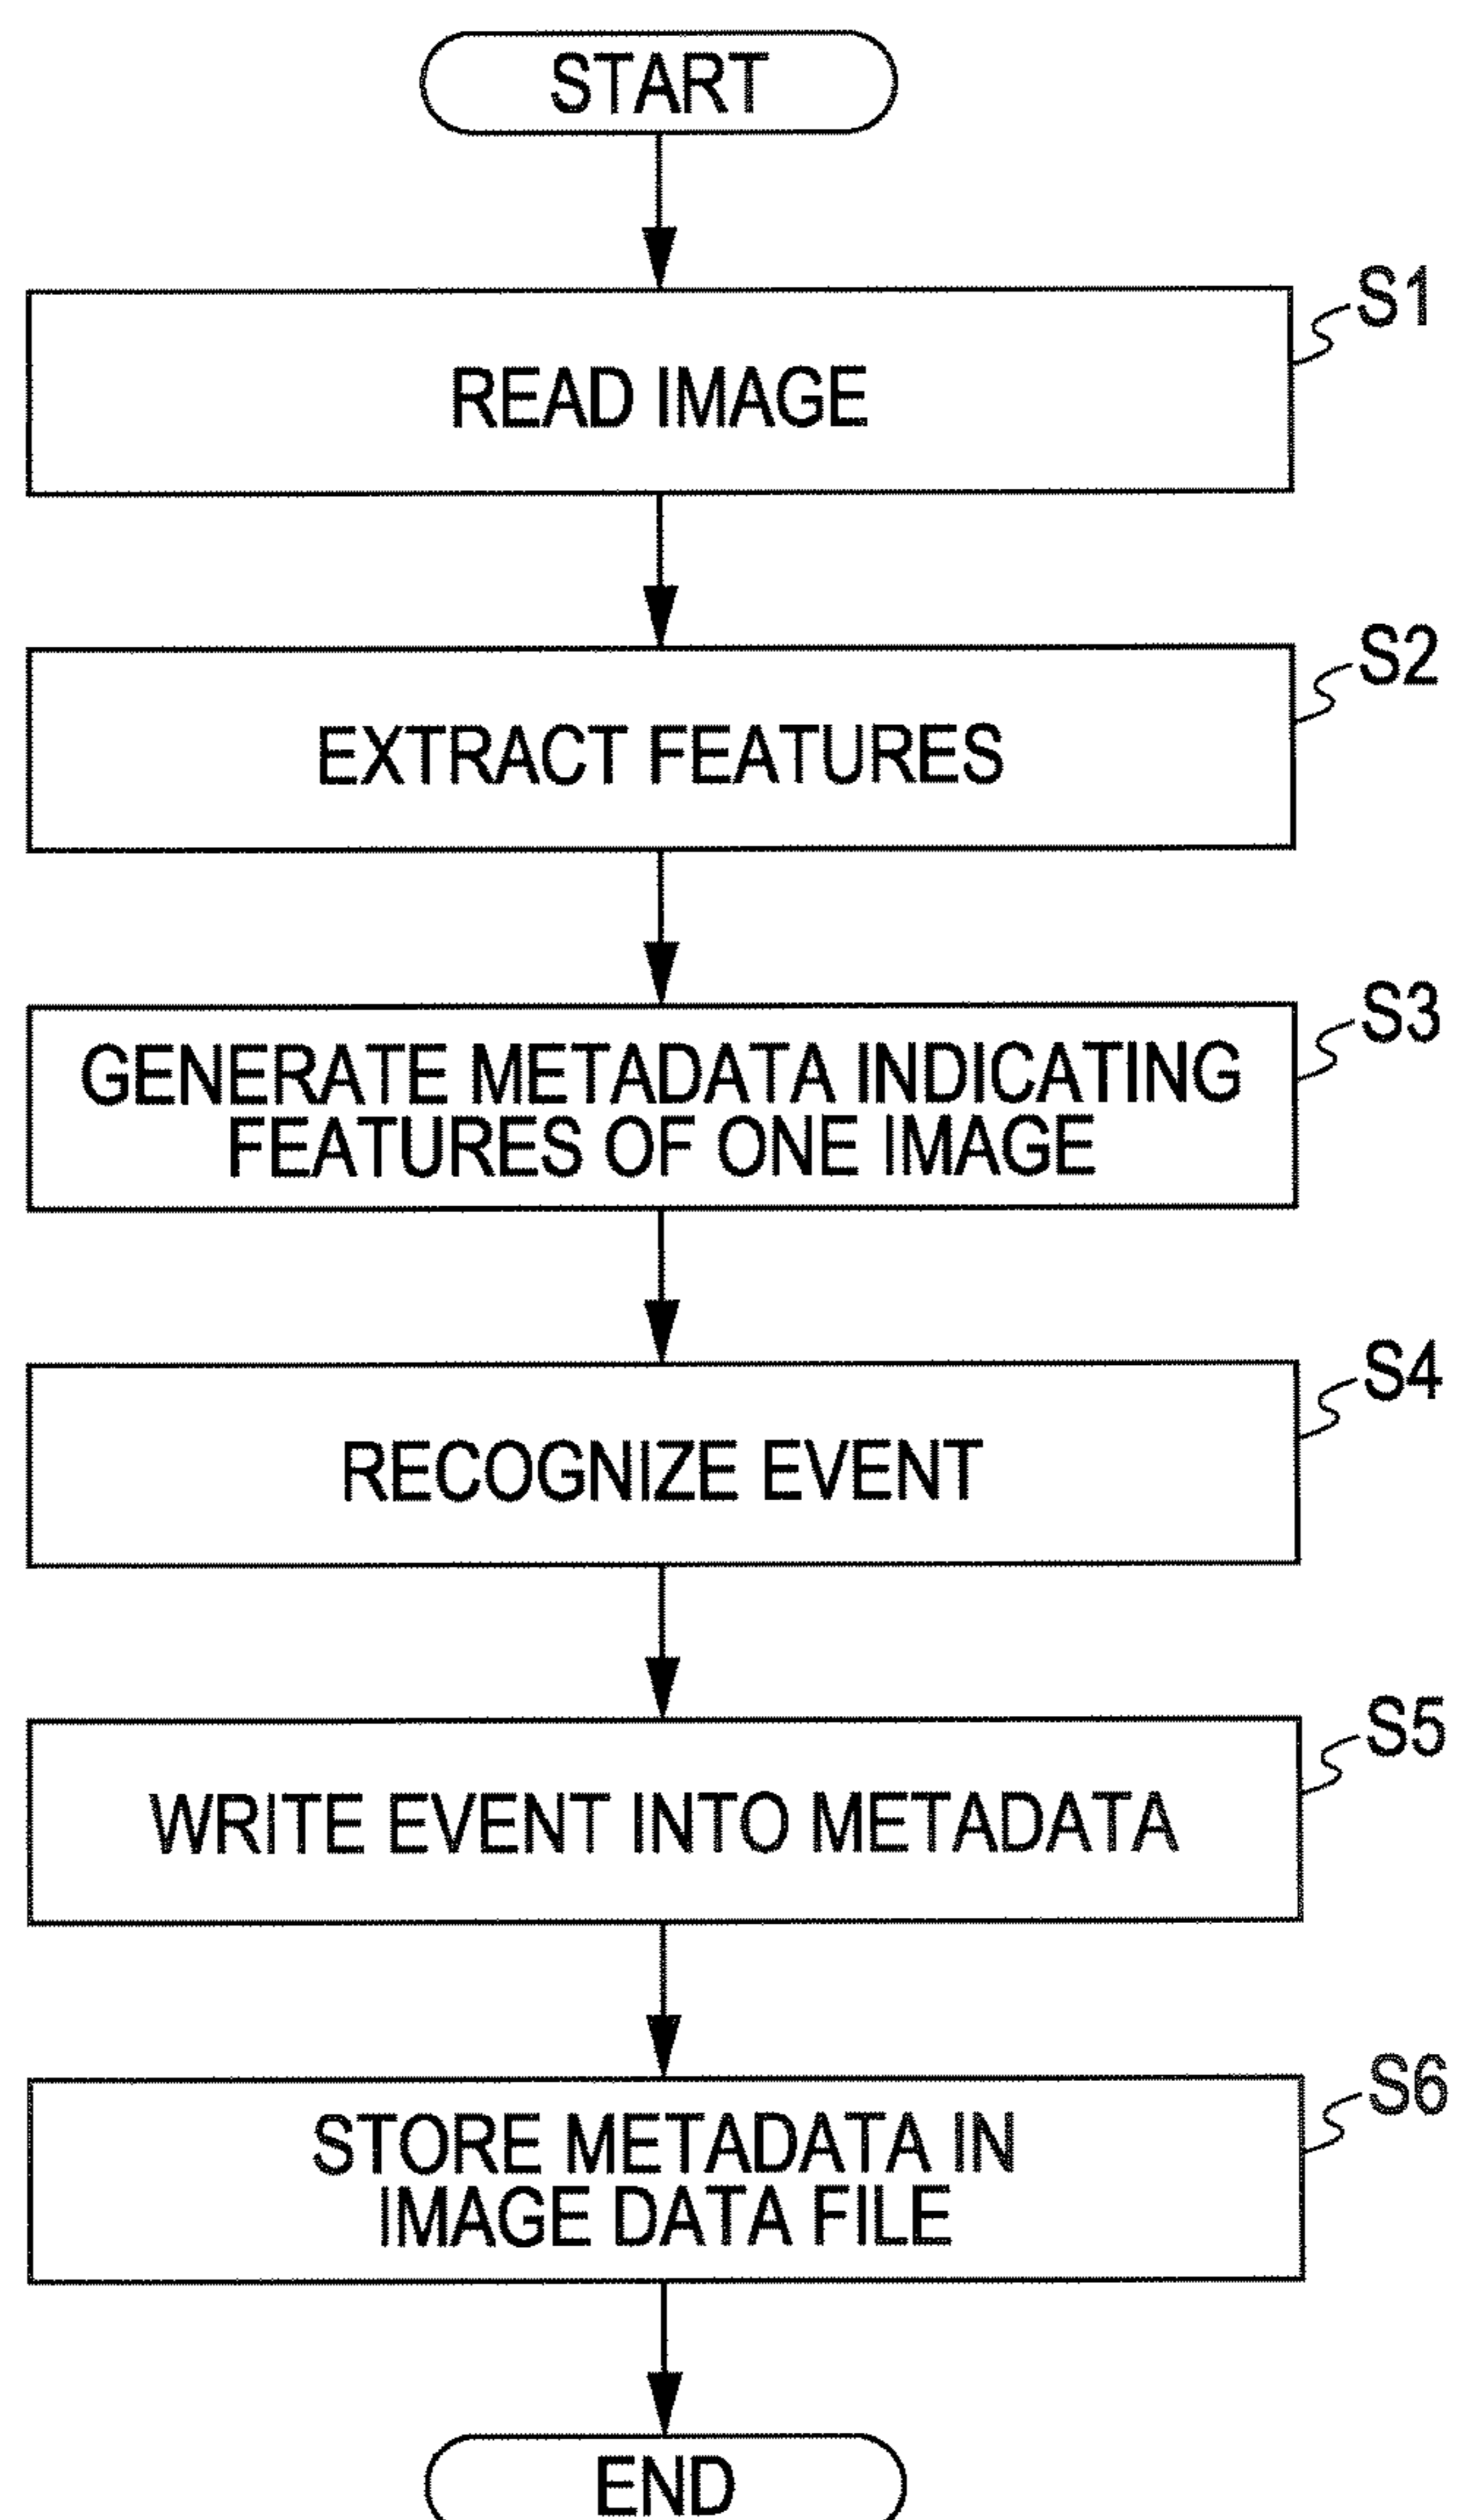 START
S1
READ IMAGE
S2
EXTRACT FEATURES
S3
GENERATE METADATA INDICATING
FEATURES OF ONE IMAGE
S4
RECOGNIZE EVENT
S5
WRITE EVENT INTO METADATA
S6
STORE METADATA IN
IMAGE DATA FILE
END